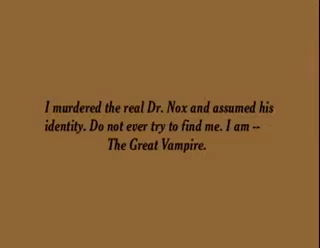 I murdered the real Dr. Nox and assumed his
identity. Do not ever try to find me. I am --
The Great Vampire.